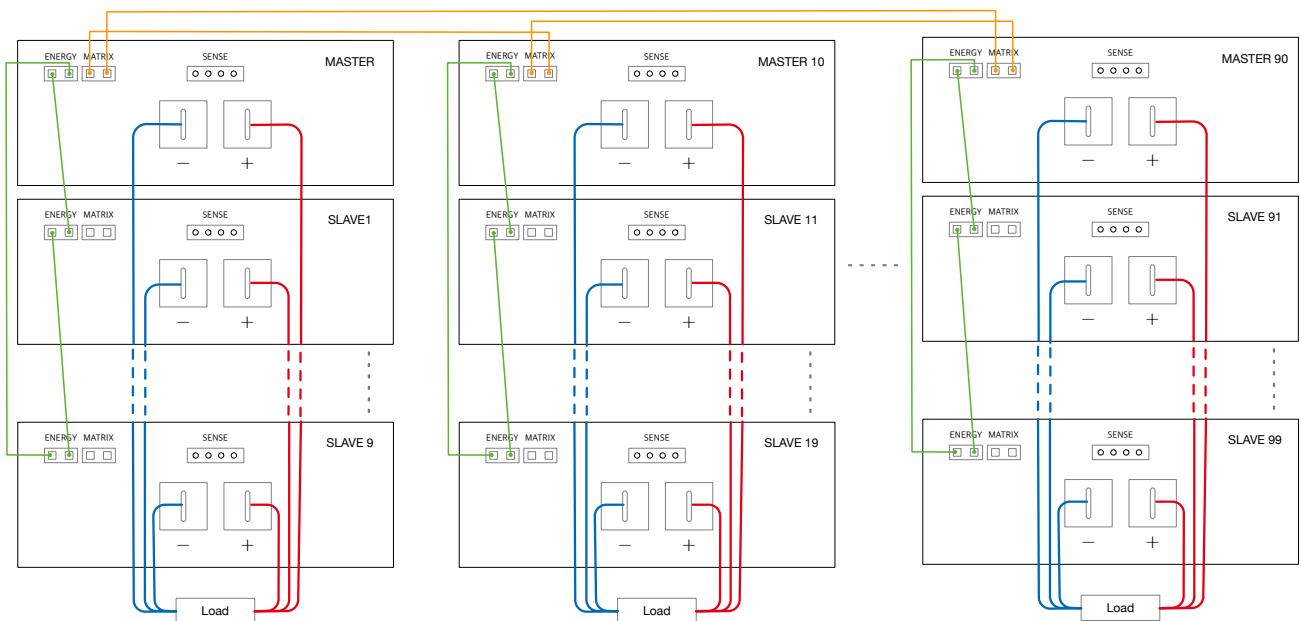 ENERGY MATRIX SENSE MASTER
− +
ENERGY MATRIX SENSE SLAVE1
− +
ENERGY MATRIX SENSE SLAVE 9
− +
Load
ENERGY MATRIX SENSE MASTER 10
− +
ENERGY MATRIX SENSE SLAVE 11
− +
ENERGY MATRIX SENSE SLAVE 19
− +
Load
ENERGY MATRIX SENSE MASTER 90
− +
ENERGY MATRIX SENSE SLAVE 91
− +
ENERGY MATRIX SENSE SLAVE 99
− +
Load